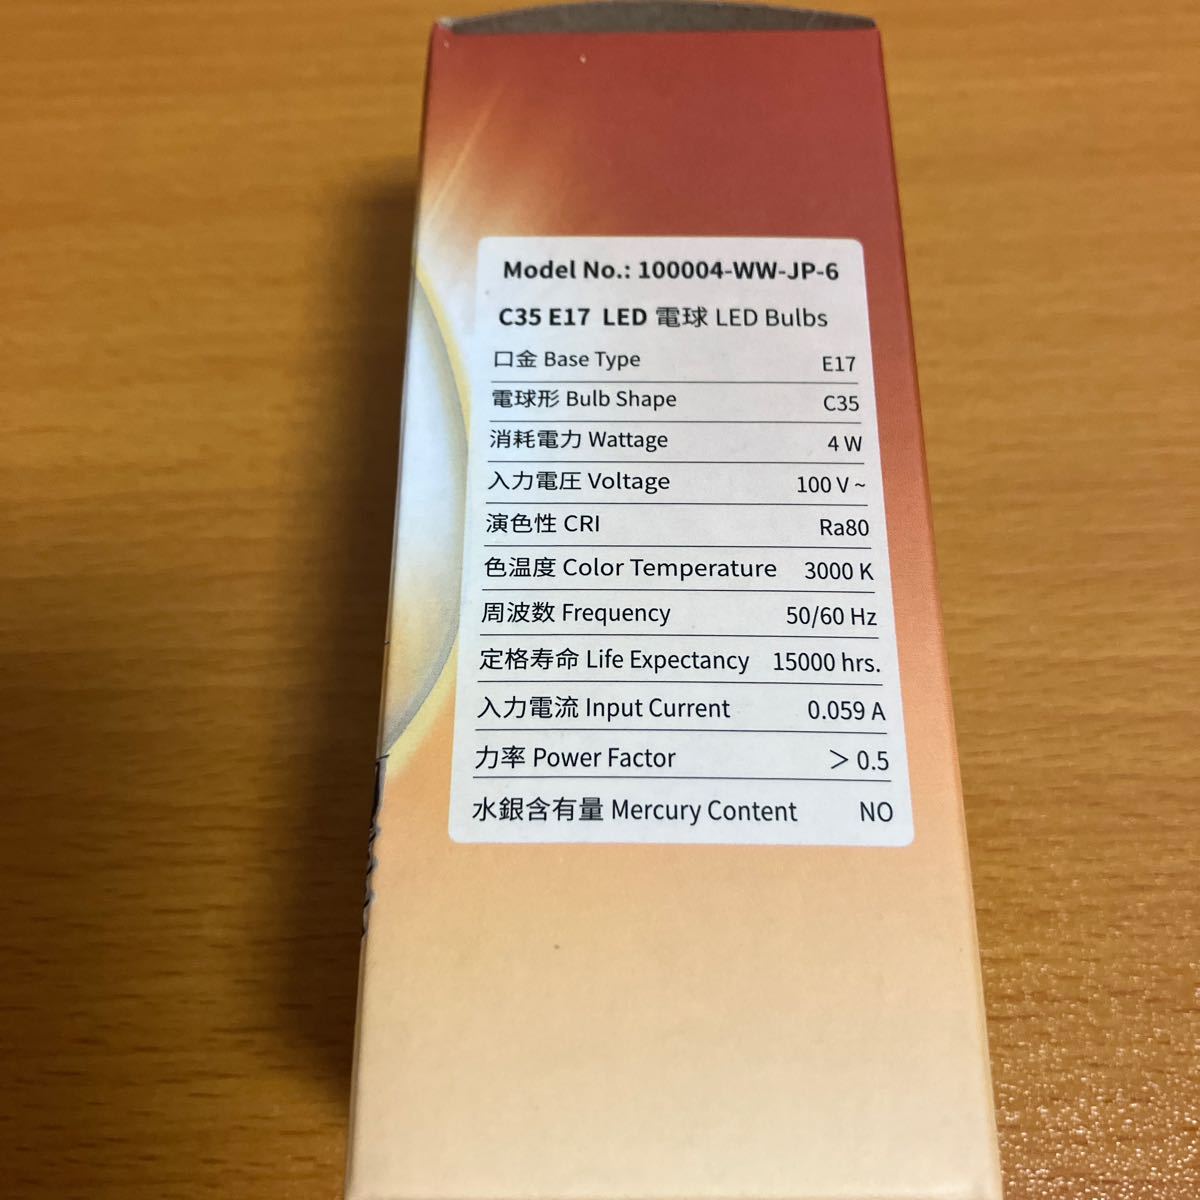 Model No.: 100004-WW-JP-6
C35 E17 LED 電球 LED Bulbs
口金 Base Type E17
電球形 Bulb Shape C35
消耗電力 Wattage 4 W
入力電圧 Voltage 100 V ~
演色性 CRI Ra80
色温度 Color Temperature 3000 K
周波数 Frequency 50/60 Hz
定格寿命 Life Expectancy 15000 hrs.
入力電流 Input Current 0.059 A
力率 Power Factor ＞ 0.5
水銀含有量 Mercury Content NO